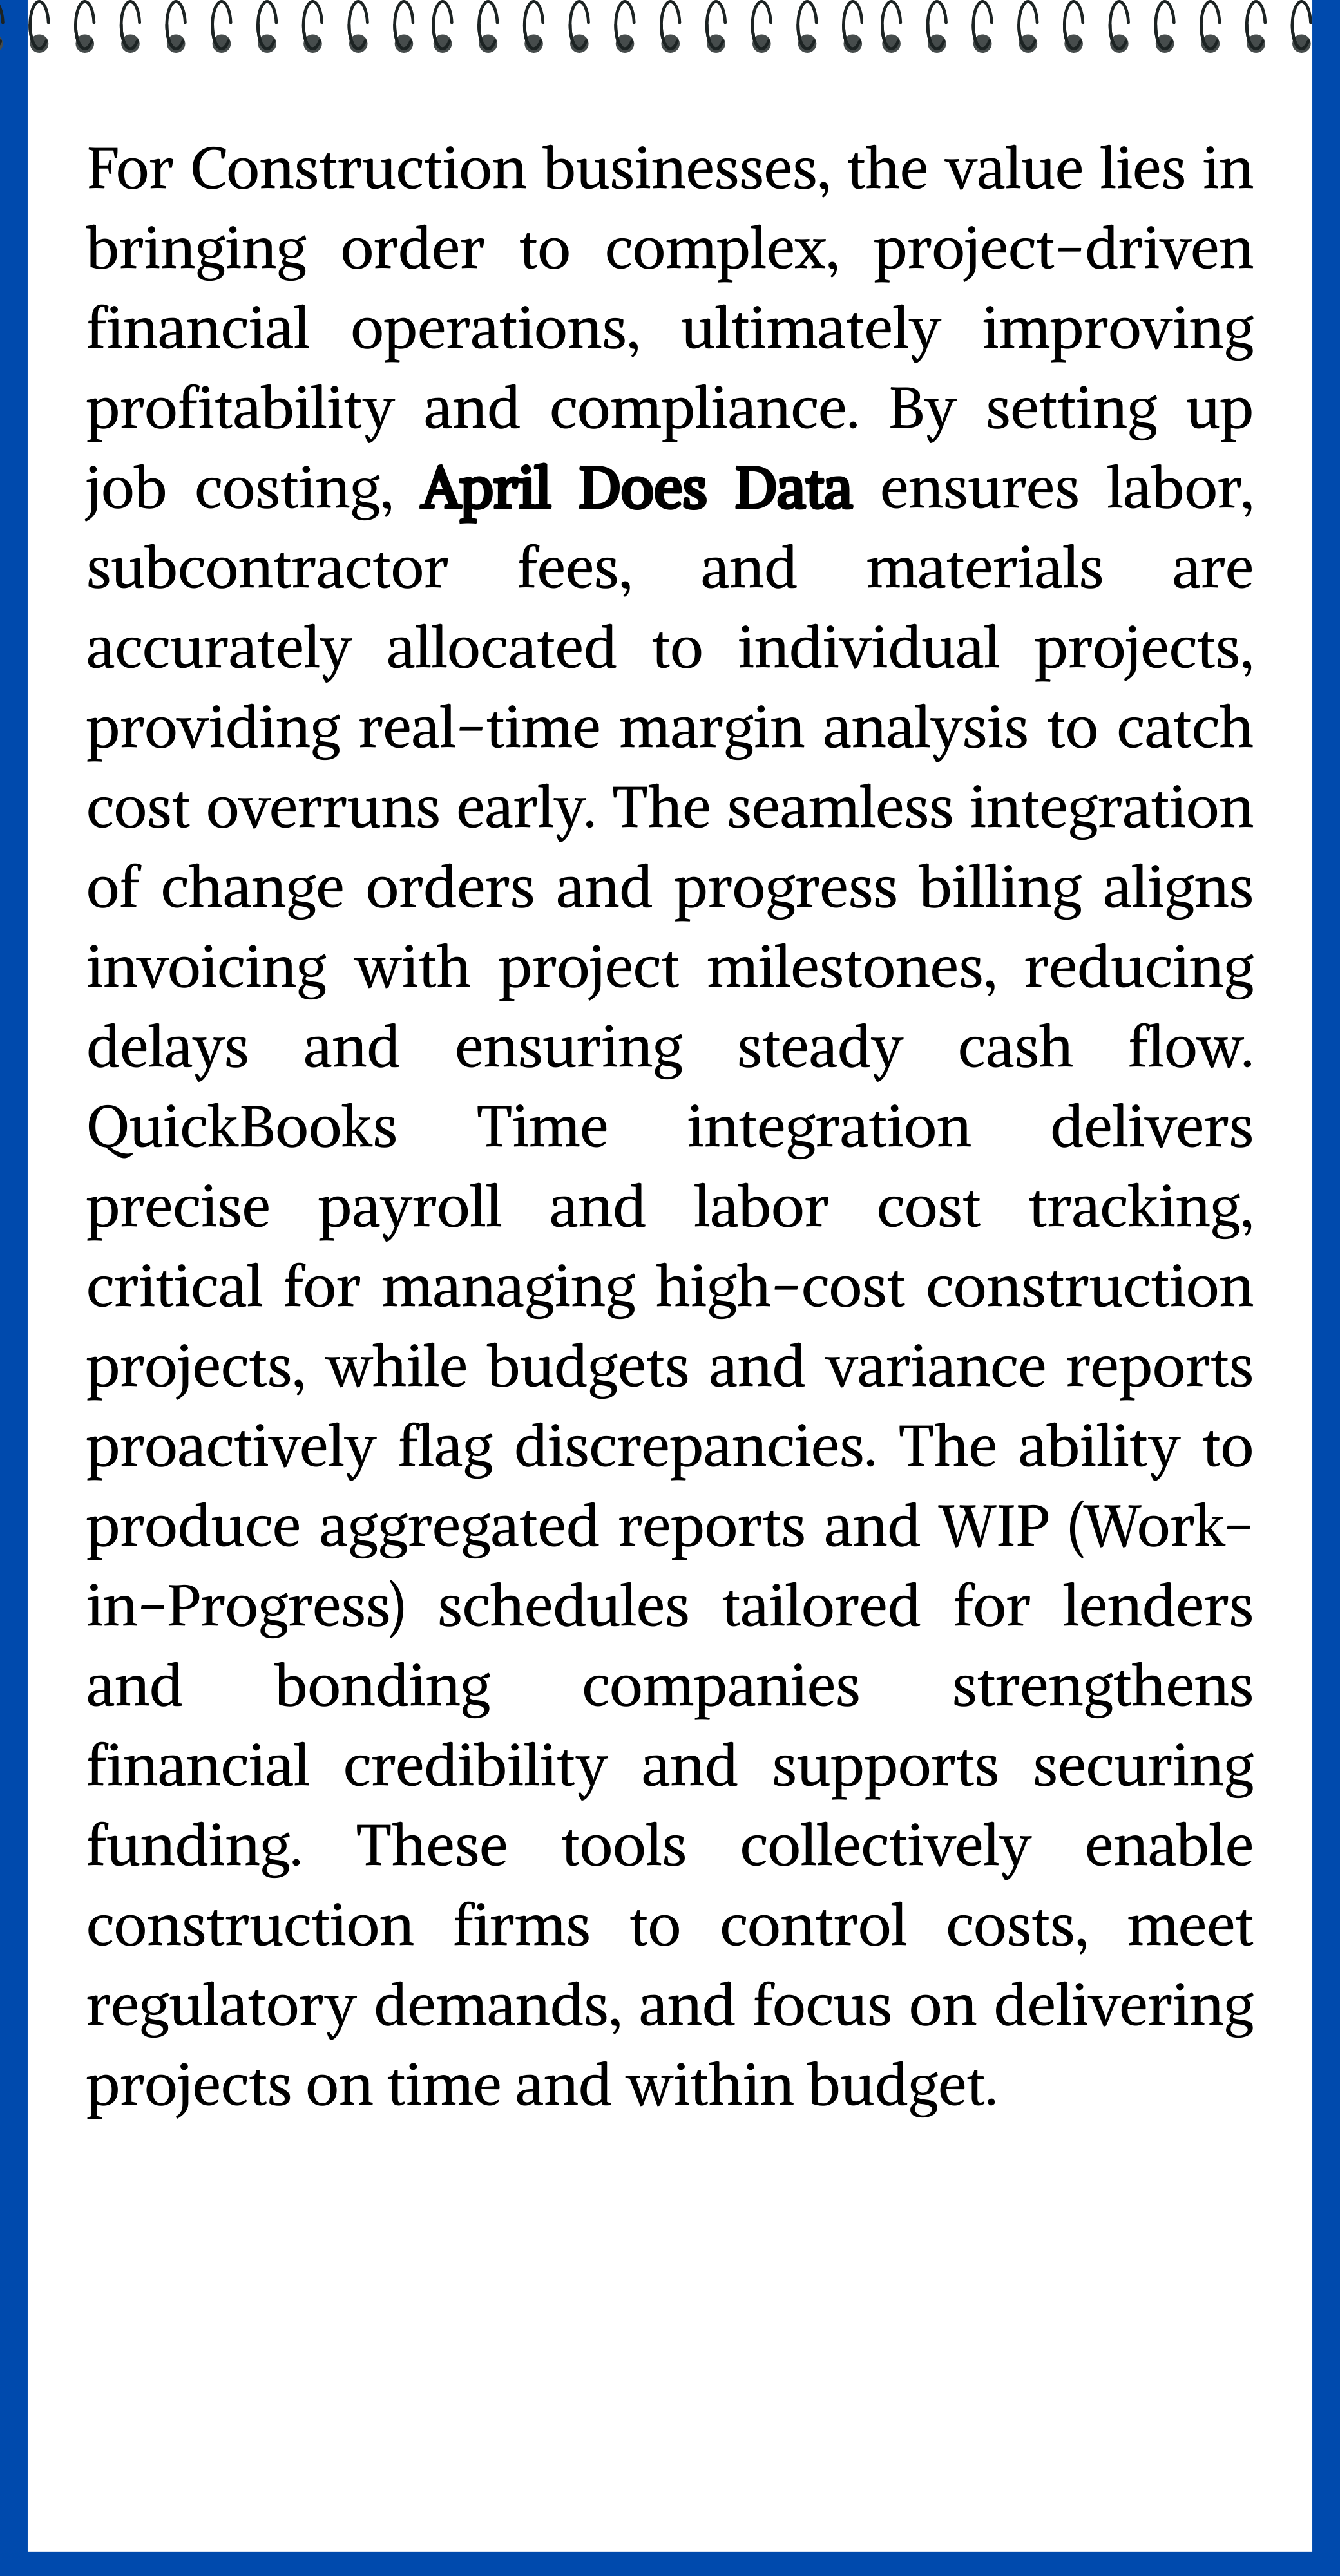 For Construction businesses, the value lies in
bringing order to complex, project-driven
financial operations, ultimately improving
profitability and compliance. By setting up
job costing, April Does Data ensures labor,
subcontractor fees, and materials are
accurately allocated to individual projects,
providing real-time margin analysis to catch
cost overruns early. The seamless integration
of change orders and progress billing aligns
invoicing with project milestones, reducing
delays and ensuring steady cash flow.
QuickBooks Time integration delivers
precise payroll and labor cost tracking,
critical for managing high-cost construction
projects, while budgets and variance reports
proactively flag discrepancies. The ability to
produce aggregated reports and WIP (Work-
in-Progress) schedules tailored for lenders
and bonding companies strengthens
financial credibility and supports securing
funding. These tools collectively enable
construction firms to control costs, meet
regulatory demands, and focus on delivering
projects on time and within budget.